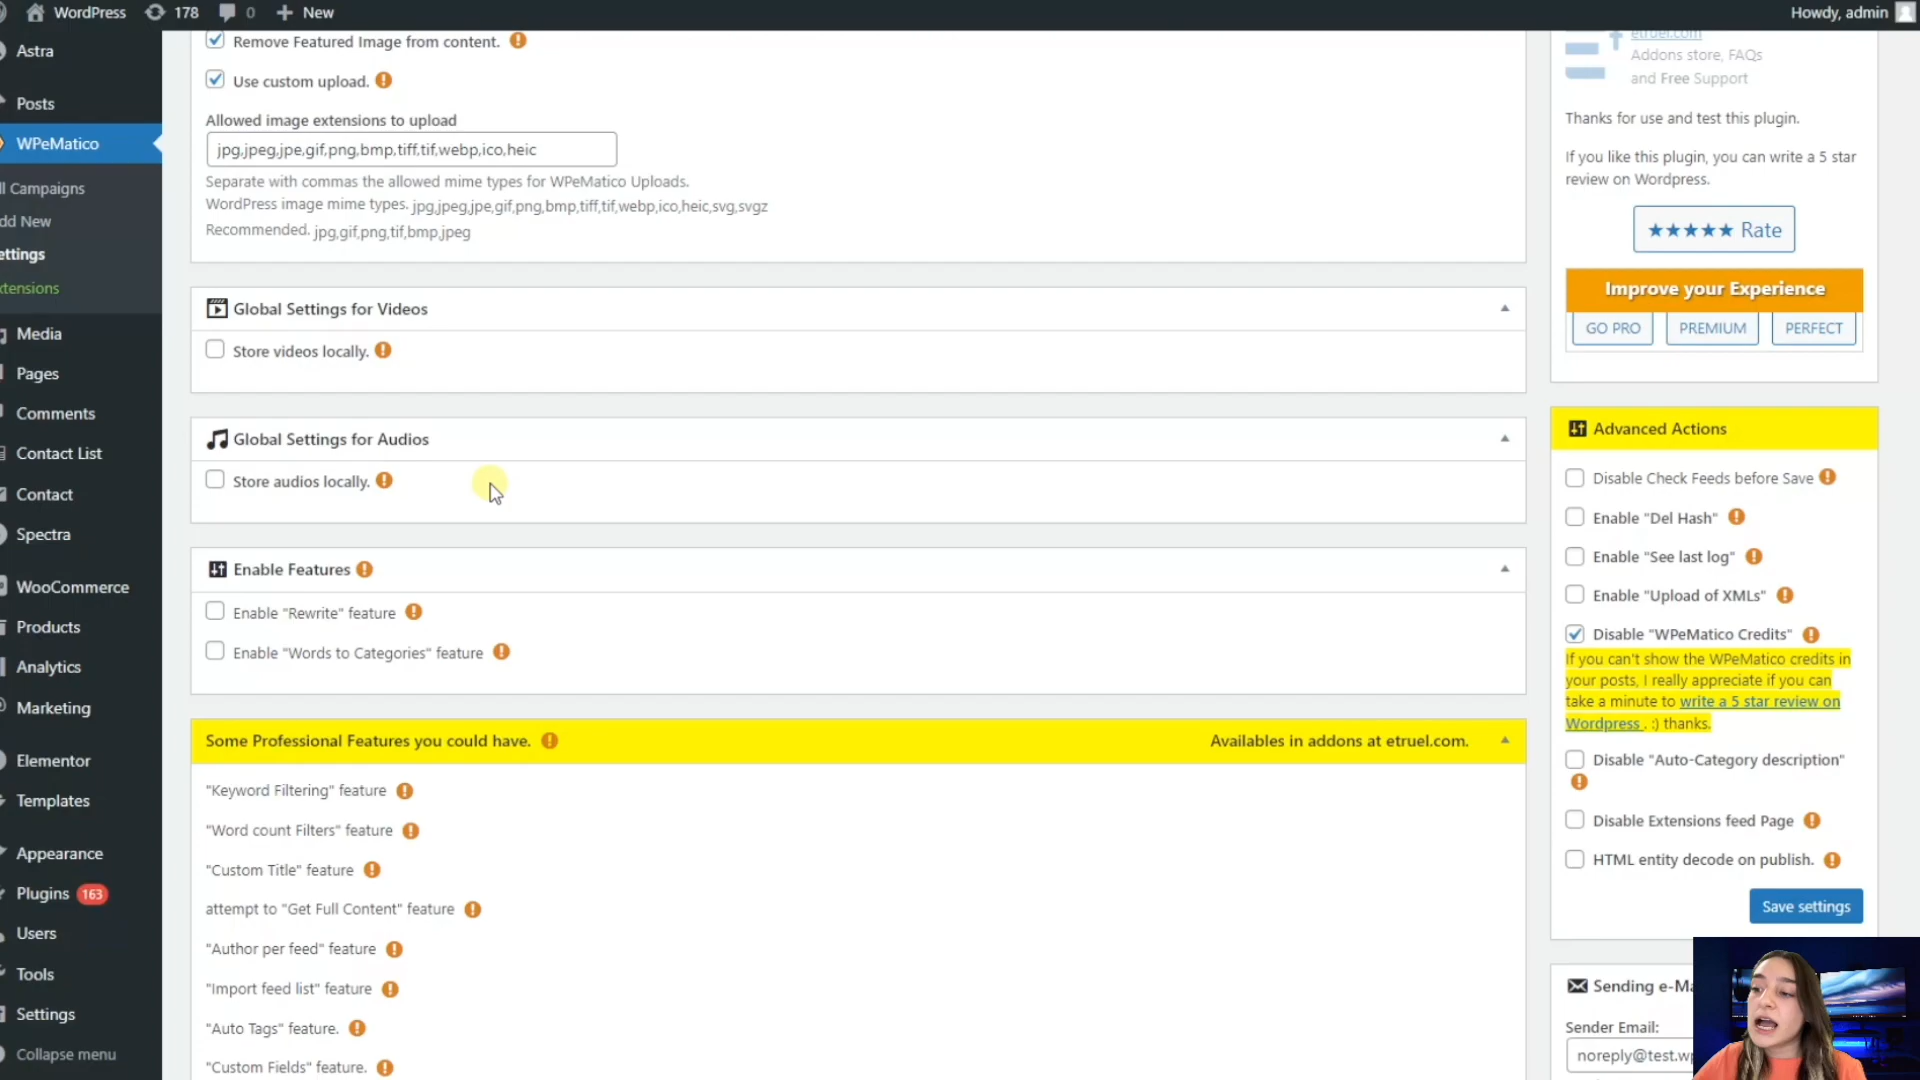 WordPress
178
0
New
Howdy, admin
Astra
Posts
WPeMatico
ll Campaigns
dd New
ettings
xtensions
Media
Pages
Comments
Contact List
Contact
Spectra
WooCommerce
Products
Analytics
Marketing
Elementor
Templates
Appearance
Plugins 163
Users
Tools
Settings
Collapse menu
Remove Featured Image from content.
Use custom upload.
Allowed image extensions to upload
jpg,jpeg,jpe,gif,png,bmp,tiff,tif,webp,ico,heic
Separate with commas the allowed mime types for WPeMatico Uploads.
WordPress image mime types. jpg,jpeg,jpe,gif,png,bmp,tiff,tif,webp,ico,heic,svg,svgz
Recommended. jpg,gif,png,tif,bmp,jpeg
Global Settings for Videos
Store videos locally.
Global Settings for Audios
Store audios locally.
Enable Features
Enable "Rewrite" feature
Enable "Words to Categories" feature
Some Professional Features you could have.
Availables in addons at etruel.com.
"Keyword Filtering" feature
"Word count Filters" feature
"Custom Title" feature
attempt to "Get Full Content" feature
"Author per feed" feature
"Import feed list" feature
"Auto Tags" feature.
"Custom Fields" feature.
etruel.com
Addons store, FAQs
and Free Support
Thanks for use and test this plugin.
If you like this plugin, you can write a 5 star
review on Wordpress.
★★★★★ Rate
Improve your Experience
GO PRO
PREMIUM
PERFECT
Advanced Actions
Disable Check Feeds before Save
Enable "Del Hash"
Enable "See last log"
Enable "Upload of XMLs"
Disable "WPeMatico Credits"
If you can't show the WPeMatico credits in
your posts, I really appreciate if you can
take a minute to write a 5 star review on
Wordpress . :) thanks.
Disable "Auto-Category description"
Disable Extensions feed Page
HTML entity decode on publish.
Save settings
Sending e-Ma
Sender Email:
noreply@test.wp